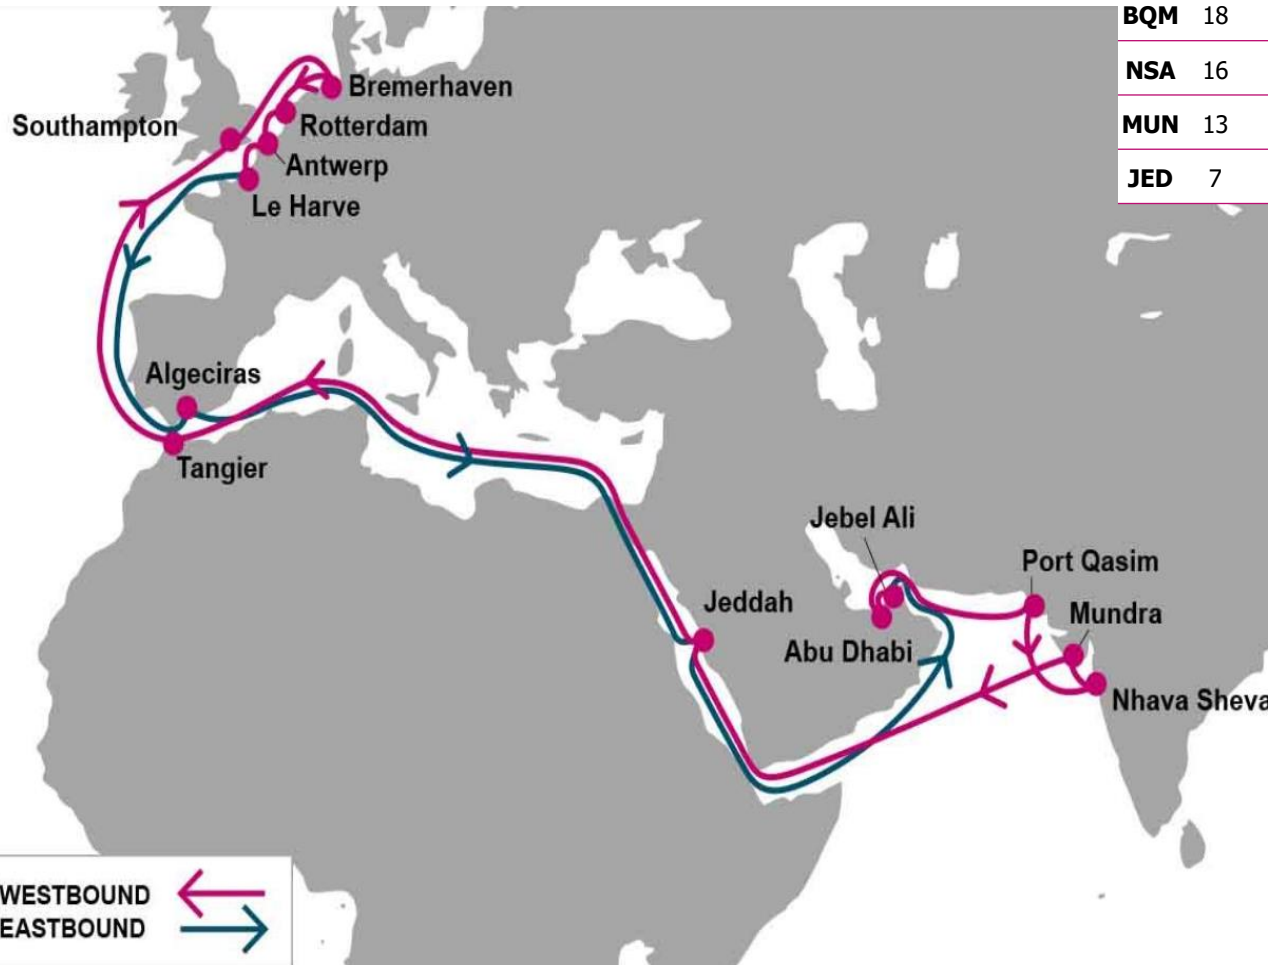 BQM 18
NSA 16
MUN 13
JED 7
Bremerhaven
Southampton
Rotterdam
Antwerp
Le Harve
Algeciras
Tangier
Jebel Ali
Port Qasim
Jeddah
Mundra
Abu Dhabi
Nhava Sheva
WESTBOUND
EASTBOUND